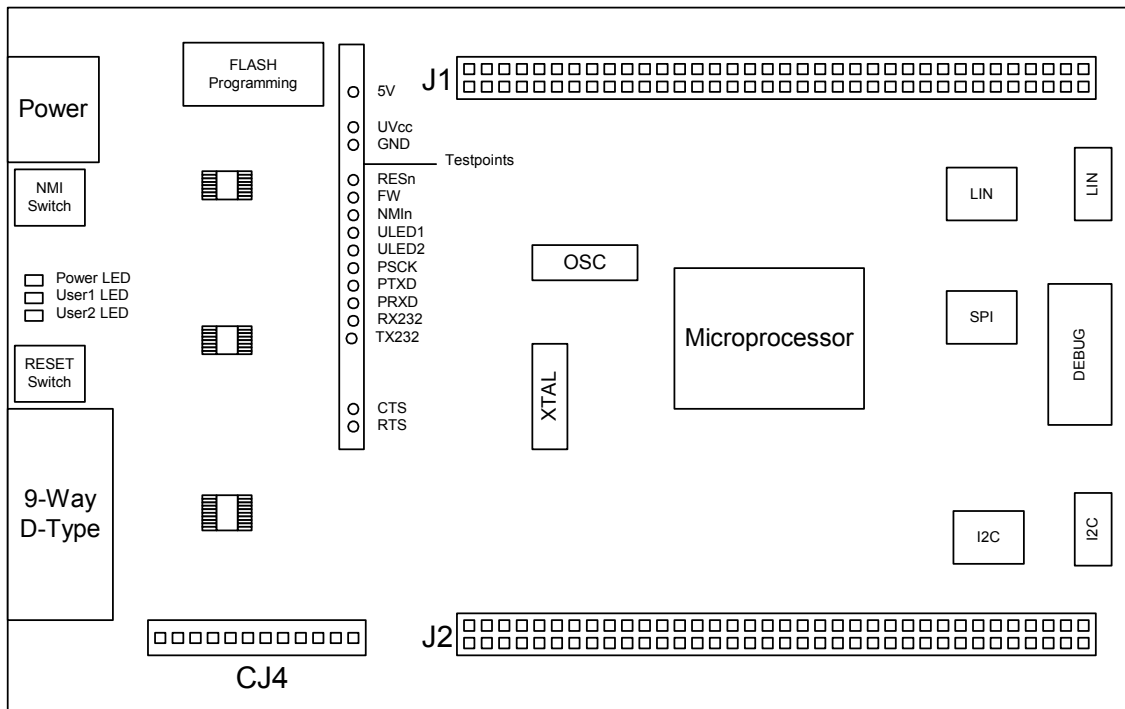 FLASH
Programming
J1
Power
5V
UVcc
GND
Testpoints
NMI
Switch
RESn
FW
NMIn
ULED1
ULED2
PSCK
PTXD
PRXD
RX232
TX232
CTS
RTS
LIN
LIN
OSC
Power LED
User1 LED
User2 LED
Microprocessor
SPI
DEBUG
RESET
Switch
XTAL
9-Way
D-Type
I2C
I2C
J2
CJ4